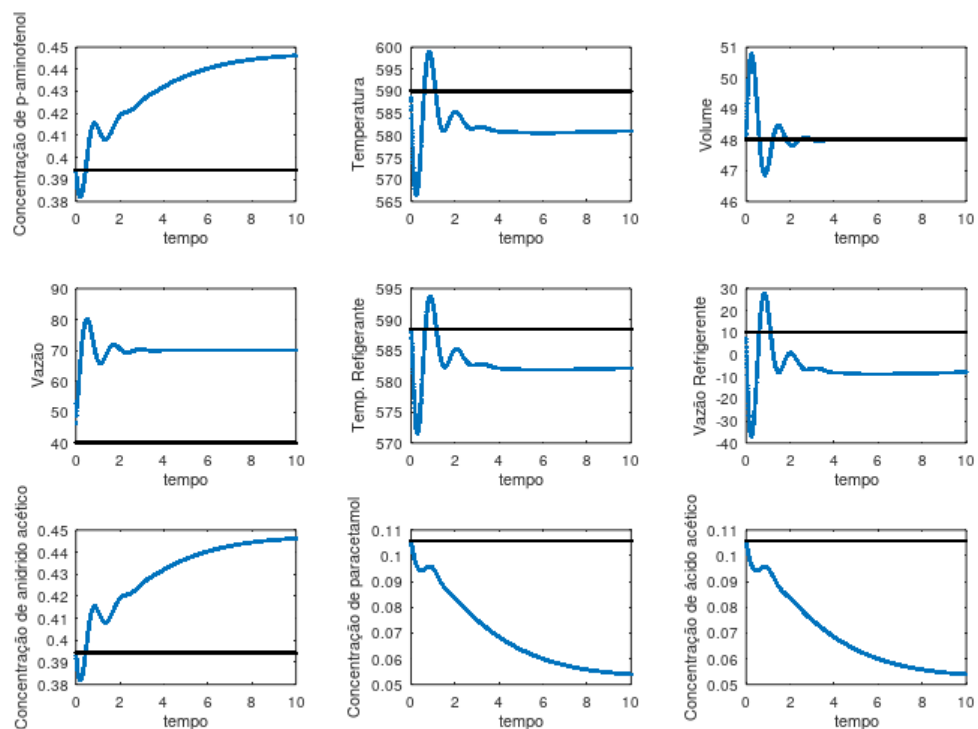 Concentração de p-aminofenol
0.45
0.44
0.43
0.42
0.41
0.4
0.39
0.38
0 2 4 6 8 10
tempo
Temperatura
600
595
590
585
580
575
570
565
0 2 4 6 8 10
tempo
Volume
51
50
49
48
47
46
0 2 4 6 8 10
tempo
Vazão
90
80
70
60
50
40
0 2 4 6 8 10
tempo
Temp. Refigerante
595
590
585
580
575
570
0 2 4 6 8 10
tempo
Vazão Refrigerente
30
20
10
0
-10
-20
-30
-40
0 2 4 6 8 10
tempo
Concentração de anidrido acético
0.45
0.44
0.43
0.42
0.41
0.4
0.39
0.38
0 2 4 6 8 10
tempo
Concentração de paracetamol
0.11
0.1
0.09
0.08
0.07
0.06
0.05
0 2 4 6 8 10
tempo
Concentração de ácido acético
0.11
0.1
0.09
0.08
0.07
0.06
0.05
0 2 4 6 8 10
tempo